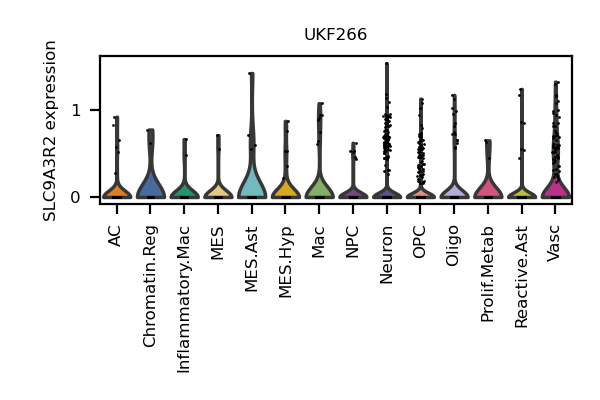 UKF266
SLC9A3R2 expression
1
0
AC
Chromatin.Reg
Inflammatory.Mac
MES
MES.Ast
MES.Hyp
Mac
NPC
Neuron
OPC
Oligo
Prolif.Metab
Reactive.Ast
Vasc